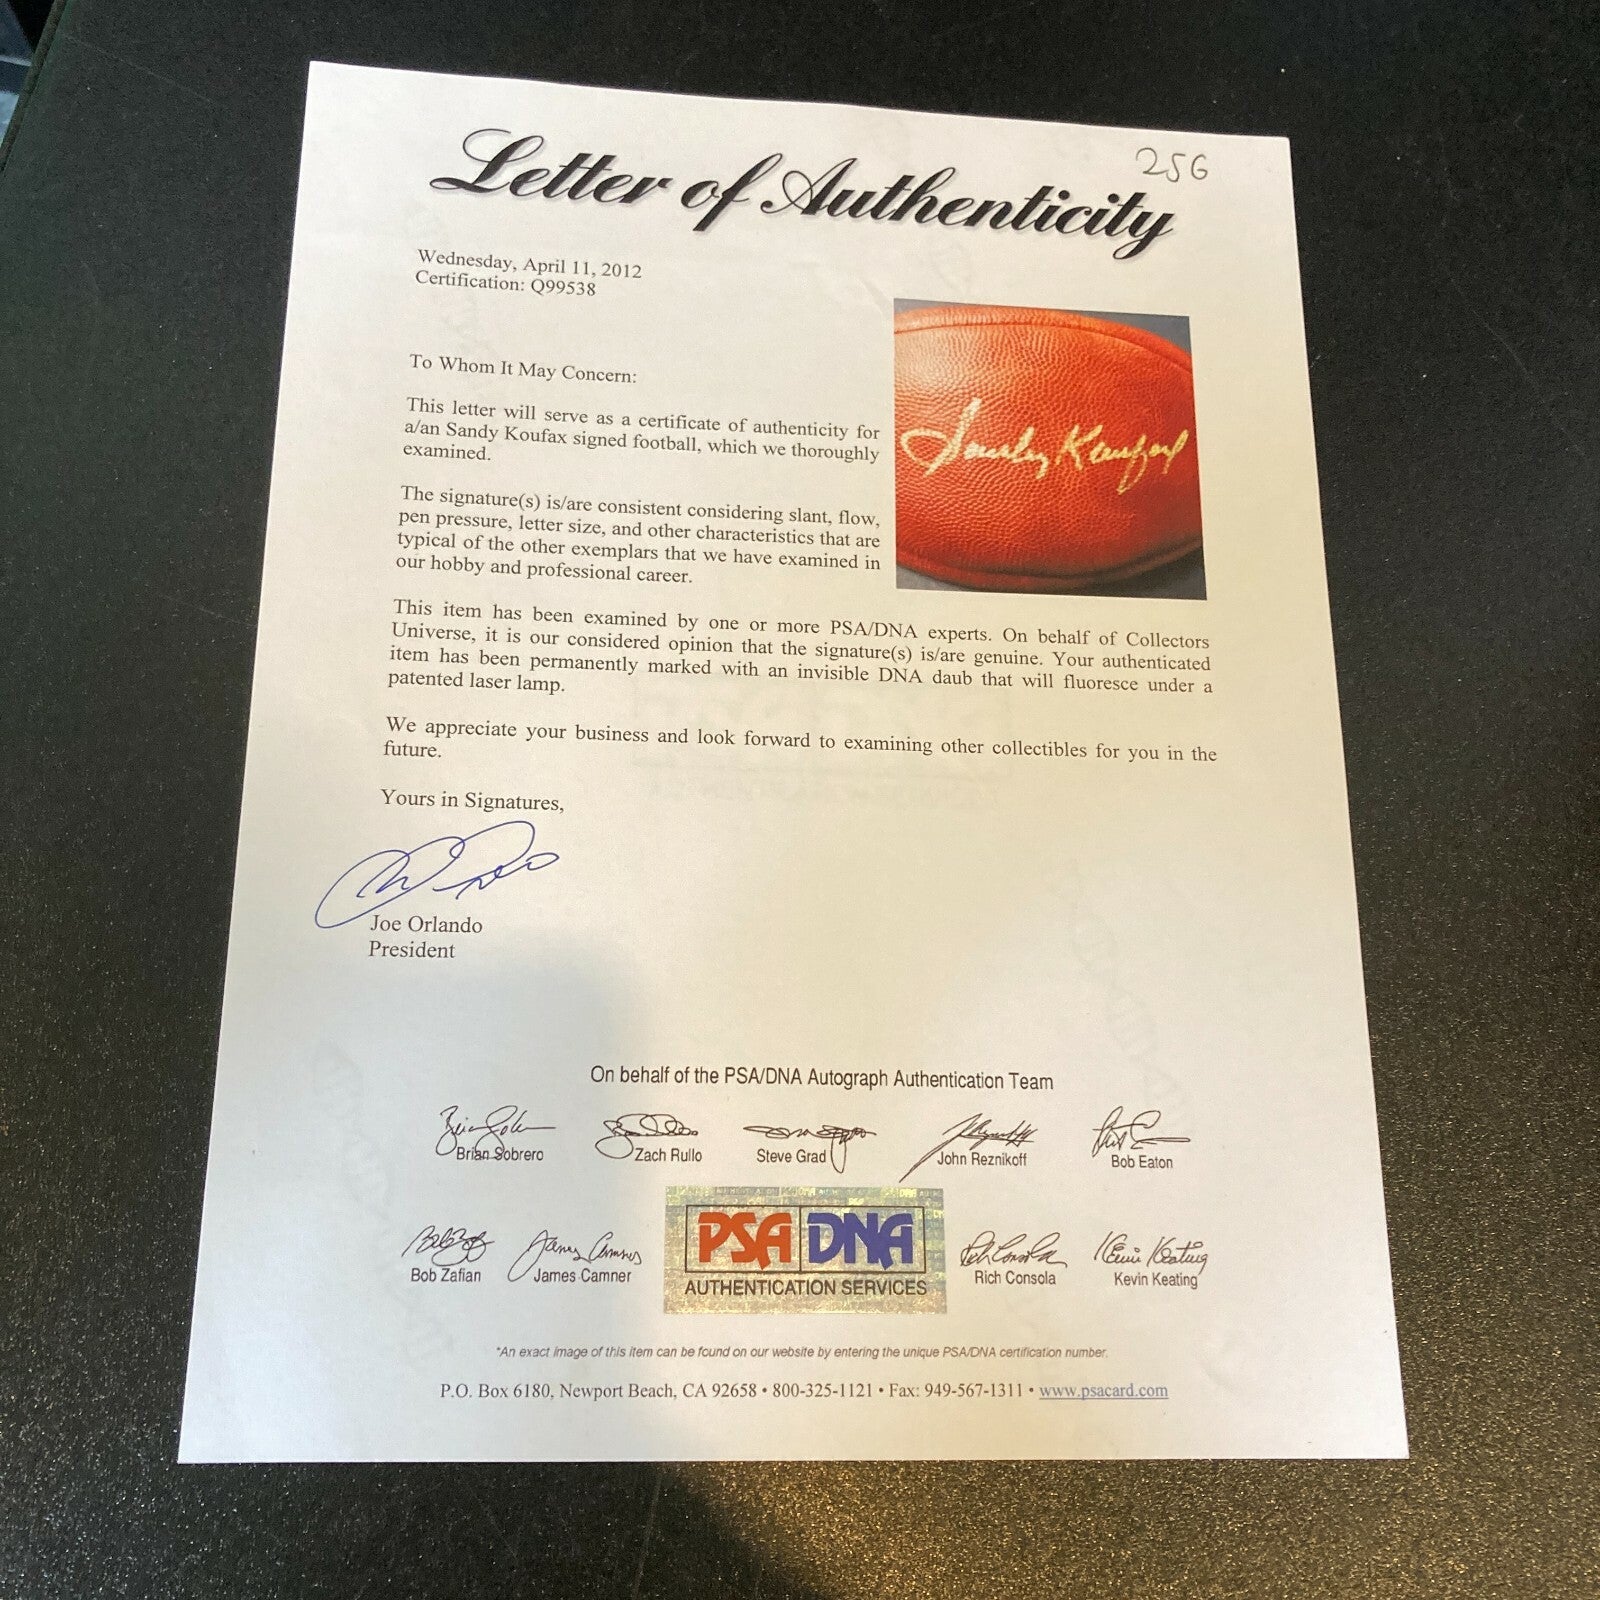 256
Letter of Authenticity
Wednesday, April 11, 2012
Certification: Q99538
To Whom It May Concern:
This letter will serve as a certificate of authenticity for
a/an Sandy Koufax signed football, which we thoroughly
examined.
Sandy Koufax
The signature(s) is/are consistent considering slant, flow,
pen pressure, letter size, and other characteristics that are
typical of the other exemplars that we have examined in
our hobby and professional career.
This item has been examined by one or more PSA/DNA experts. On behalf of Collectors
Universe, it is our considered opinion that the signature(s) is/are genuine. Your authenticated
item has been permanently marked with an invisible DNA daub that will fluoresce under a
patented laser lamp.
We appreciate your business and look forward to examining other collectibles for you in the
future.
Yours in Signatures,
Joe Orlando
President
On behalf of the PSA/DNA Autograph Authentication Team
Brian Sobrero Zach Rullo Steve Grad John Reznikoff Bob Eaton
James Camner Rich Consola Kevin Keating
Bob Zafian James Camner Rich Consola Kevin Keating
PSA DNA
AUTHENTICATION SERVICES
*An exact image of this item can be found on our website by entering the unique PSA/DNA certification number.
P.O. Box 6180, Newport Beach, CA 92658 • 800-325-1121 • Fax: 949-567-1311 • www.psacard.com